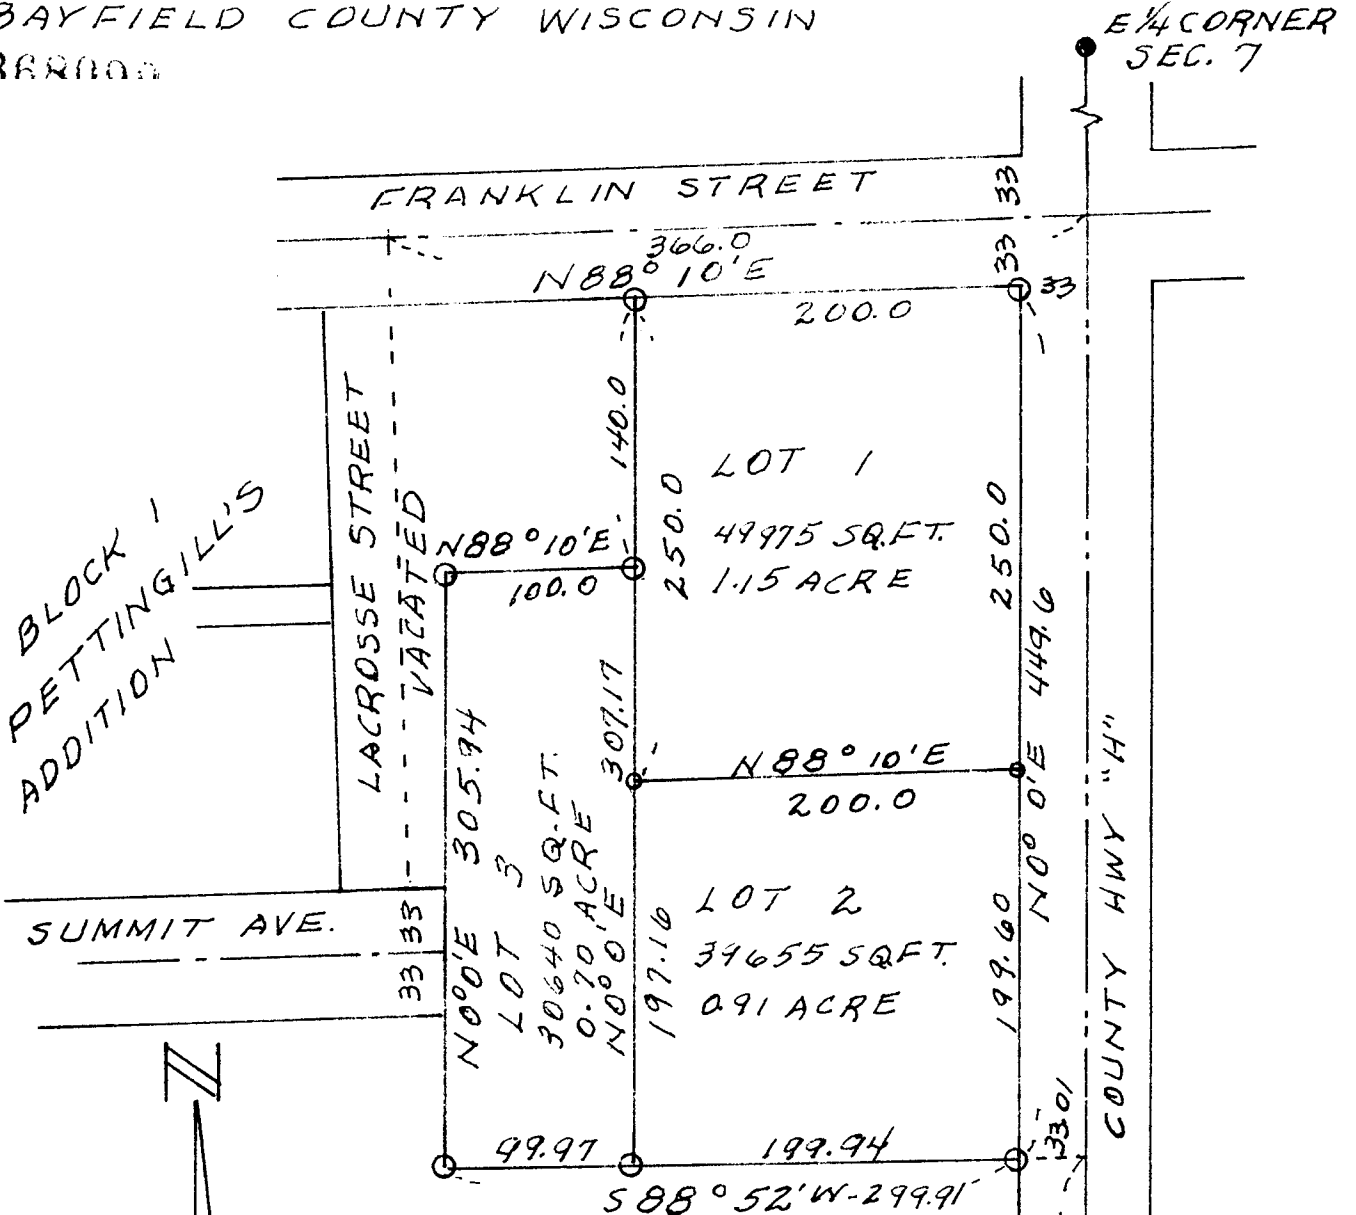 BAYFIELD COUNTY WISCONSIN
E 1/4 CORNER
SEC. 7
FRANKLIN STREET
33
33
366.0
N88° 10'E
200.0
33
140.0
LOT 1
49975 SQ.FT.
1.15 ACRE
250.0
250.0
LACROSSE STREET
VACATED
BLOCK 1
PETTINGILL'S
ADDITION
N88°10'E
100.0
N0°0'E 449.6
307.17
N88°10'E
200.0
N0°0'E 305.94
LOT 3
30640 SQ.FT.
0.70 ACRE
N0°0'E
197.16
LOT 2
39655 SQ.FT.
0.91 ACRE
199.60
COUNTY HWY "H"
SUMMIT AVE.
33
33
N
99.97
199.94
33.01
S88°52'W-299.91'